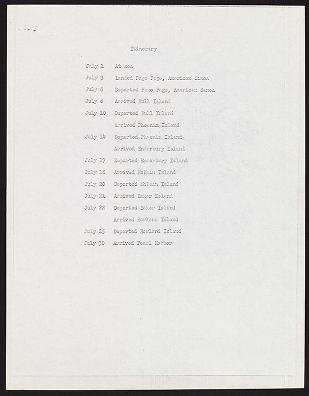 Itinerary
July 1 At sea
July 3 Landed Pago Pago, American Samoa
July 6 Departed Pago Pago, American Samoa
July 8 Arrived Hull Island
July 10 Departed Hull Island
Arrived Phoenix Island
July 14 Departed Phoenix Island
Arrived Enderbury Island
July 17 Departed Enderbury Island
July 18 Arrived McKean Island
July 20 Departed McKean Island
July 21 Arrived Baker Island
July 22 Departed Baker Island
Arrived Howland Island
July 25 Departed Howland Island
July 30 Arrived Pearl Harbor